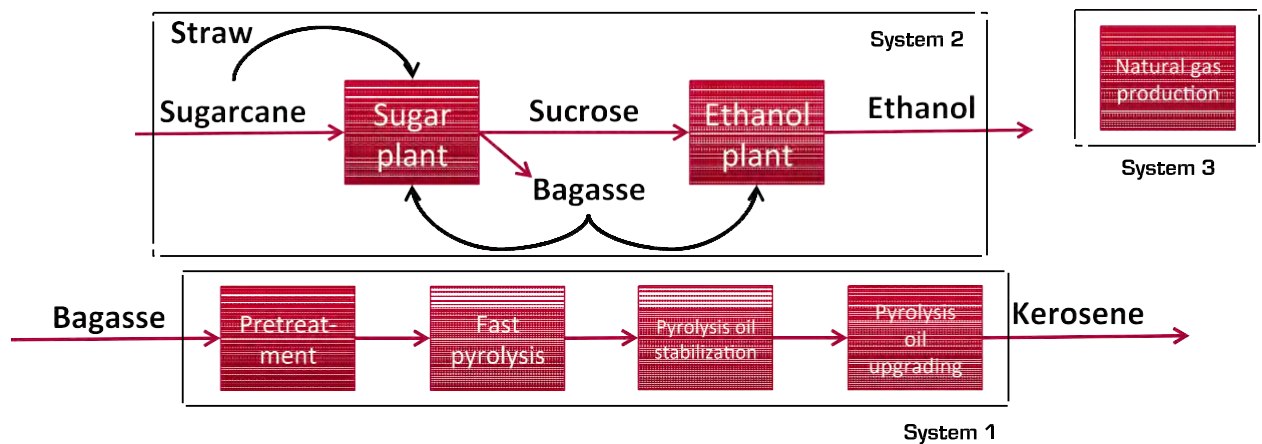 Straw
System 2
Natural gas
production
Sugarcane
Sugar
plant
Sucrose
Ethanol
plant
Ethanol
System 3
Bagasse
Bagasse
Pretreat-
ment
Fast
pyrolysis
Pyrolysis oil
stabilization
Pyrolysis
oil
upgrading
Kerosene
System 1